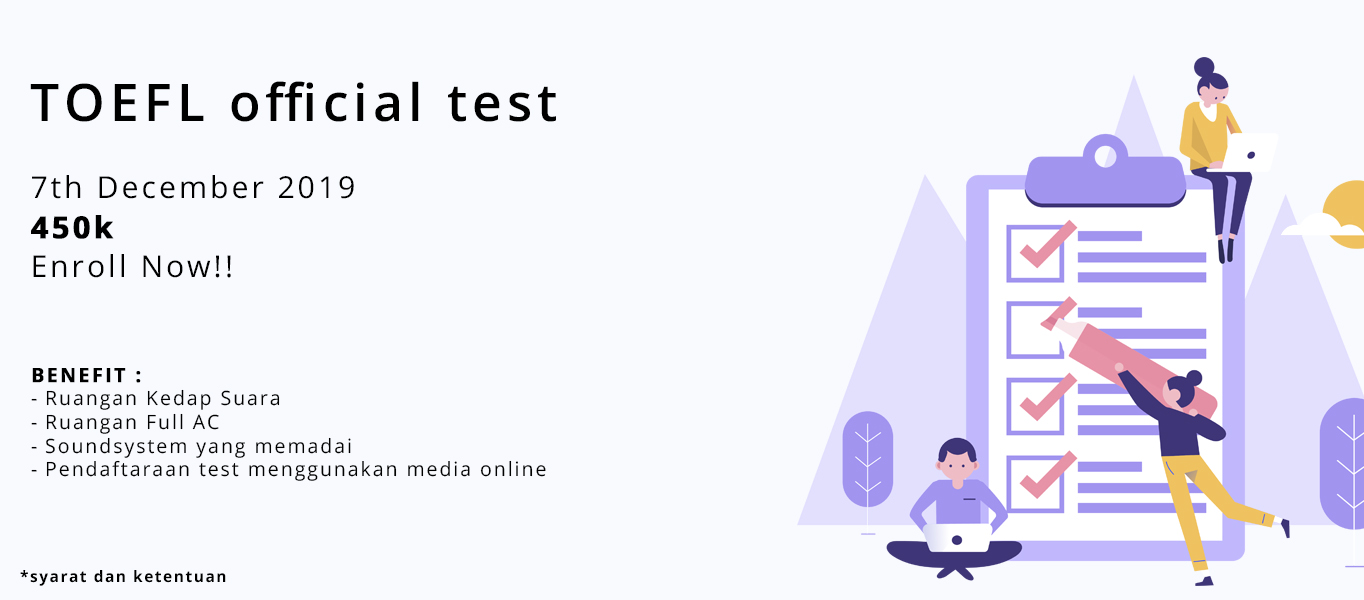 TOEFL official test
7th December 2019
450k
Enroll Now!!
BENEFIT :
- Ruangan Kedap Suara
- Ruangan Full AC
- Soundsystem yang memadai
- Pendaftaraan test menggunakan media online
*syarat dan ketentuan